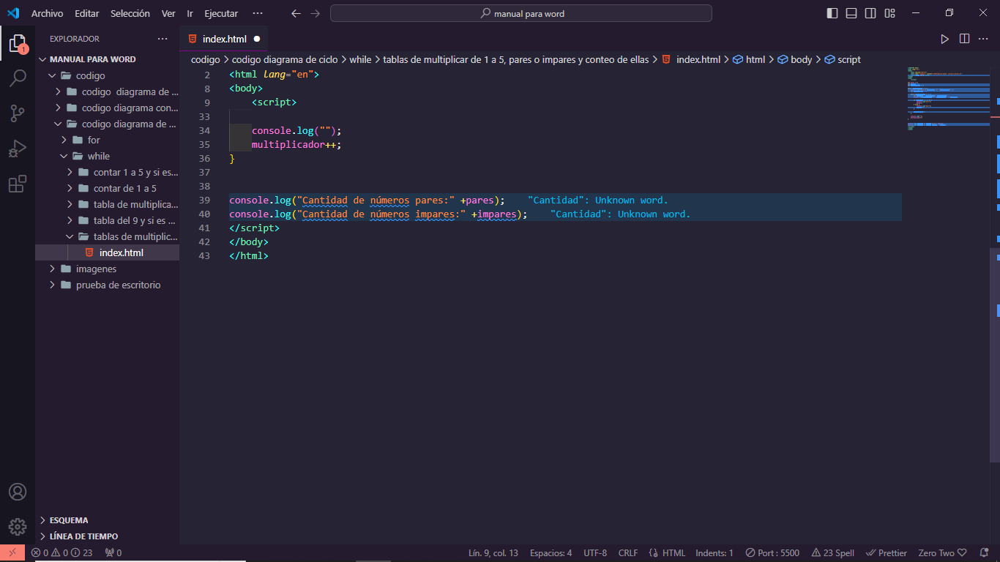 Archivo Editar Selección Ver Ir Ejecutar ··· manual para word
EXPLORADOR ···
index.html
MANUAL PARA WORD
codigo
codigo diagrama de ...
codigo diagrama con...
codigo diagrama de ...
for
while
contar 1 a 5 y si es...
contar de 1 a 5
tabla de multiplica...
tabla del 9 y si es ...
tablas de multiplic...
index.html
imagenes
prueba de escritorio
ESQUEMA
LÍNEA DE TIEMPO
1
codigo > codigo diagrama de ciclo > while > tablas de multiplicar de 1 a 5, pares o impares y conteo de ellas > index.html > html > body > script
2 <html lang="en">
8 <body>
9 <script>
33
34 console.log("");
35 multiplicador++;
36 }
37
38
39 console.log("Cantidad de números pares:" +pares); "Cantidad": Unknown word.
40 console.log("Cantidad de números impares:" +impares); "Cantidad": Unknown word.
41 </script>
42 </body>
43 </html>
0 0 23 0 Lín. 9, col. 13 Espacios: 4 UTF-8 CRLF {} HTML Indents: 1 Port : 5500 23 Spell Prettier Zero Two